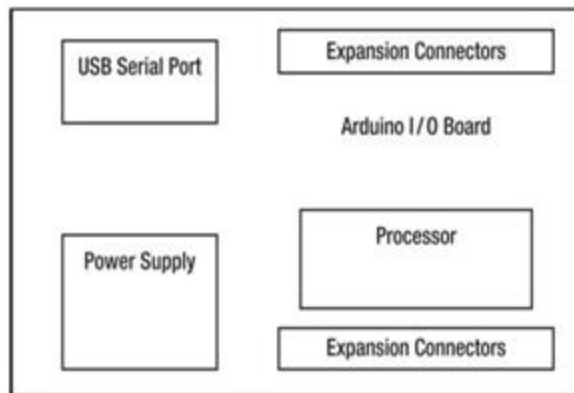 USB Serial Port
Expansion Connectors
Arduino I/O Board
Power Supply
Processor
Expansion Connectors